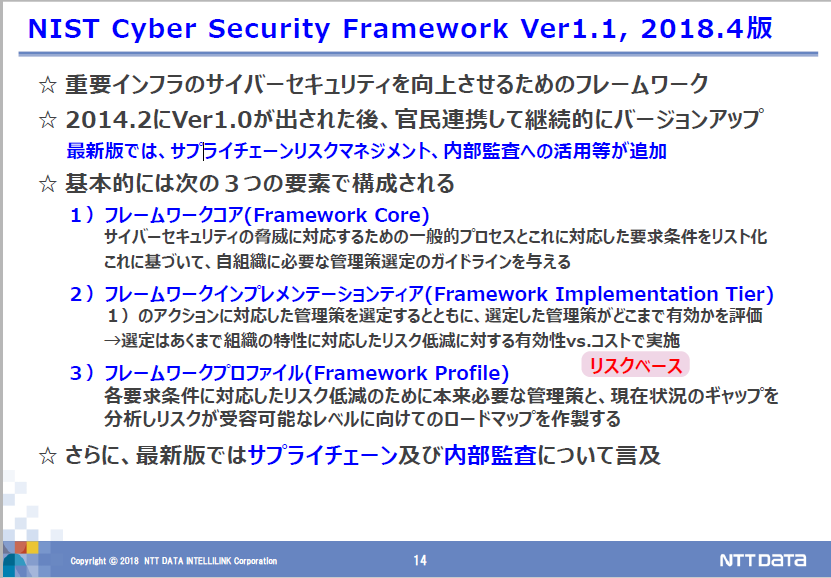 NIST Cyber Security Framework Ver1.1, 2018.4版
☆ 重要インフラのサイバーセキュリティを向上させるためのフレームワーク
☆ 2014.2にVer1.0が出された後、官民連携して継続的にバージョンアップ
最新版では、サプライチェーンリスクマネジメント、内部監査への活用等が追加
☆ 基本的には次の３つの要素で構成される
１）フレームワークコア(Framework Core)
サイバーセキュリティの脅威に対応するための一般的プロセスとこれに対応した要求条件をリスト化
これに基づいて、自組織に必要な管理策選定のガイドラインを与える
２）フレームワークインプレメンテーションティア(Framework Implementation Tier)
１）のアクションに対応した管理策を選定するとともに、選定した管理策がどこまで有効かを評価
→選定はあくまで組織の特性に対応したリスク低減に対する有効性vs.コストで実施
リスクベース
３）フレームワークプロファイル(Framework Profile)
各要求条件に対応したリスク低減のために本来必要な管理策と、現在状況のギャップを
分析しリスクが受容可能なレベルに向けてのロードマップを作製する
☆ さらに、最新版ではサプライチェーン及び内部監査について言及
Copyright © 2018 NTT DATA INTELLILINK Corporation
14
NTT DATA